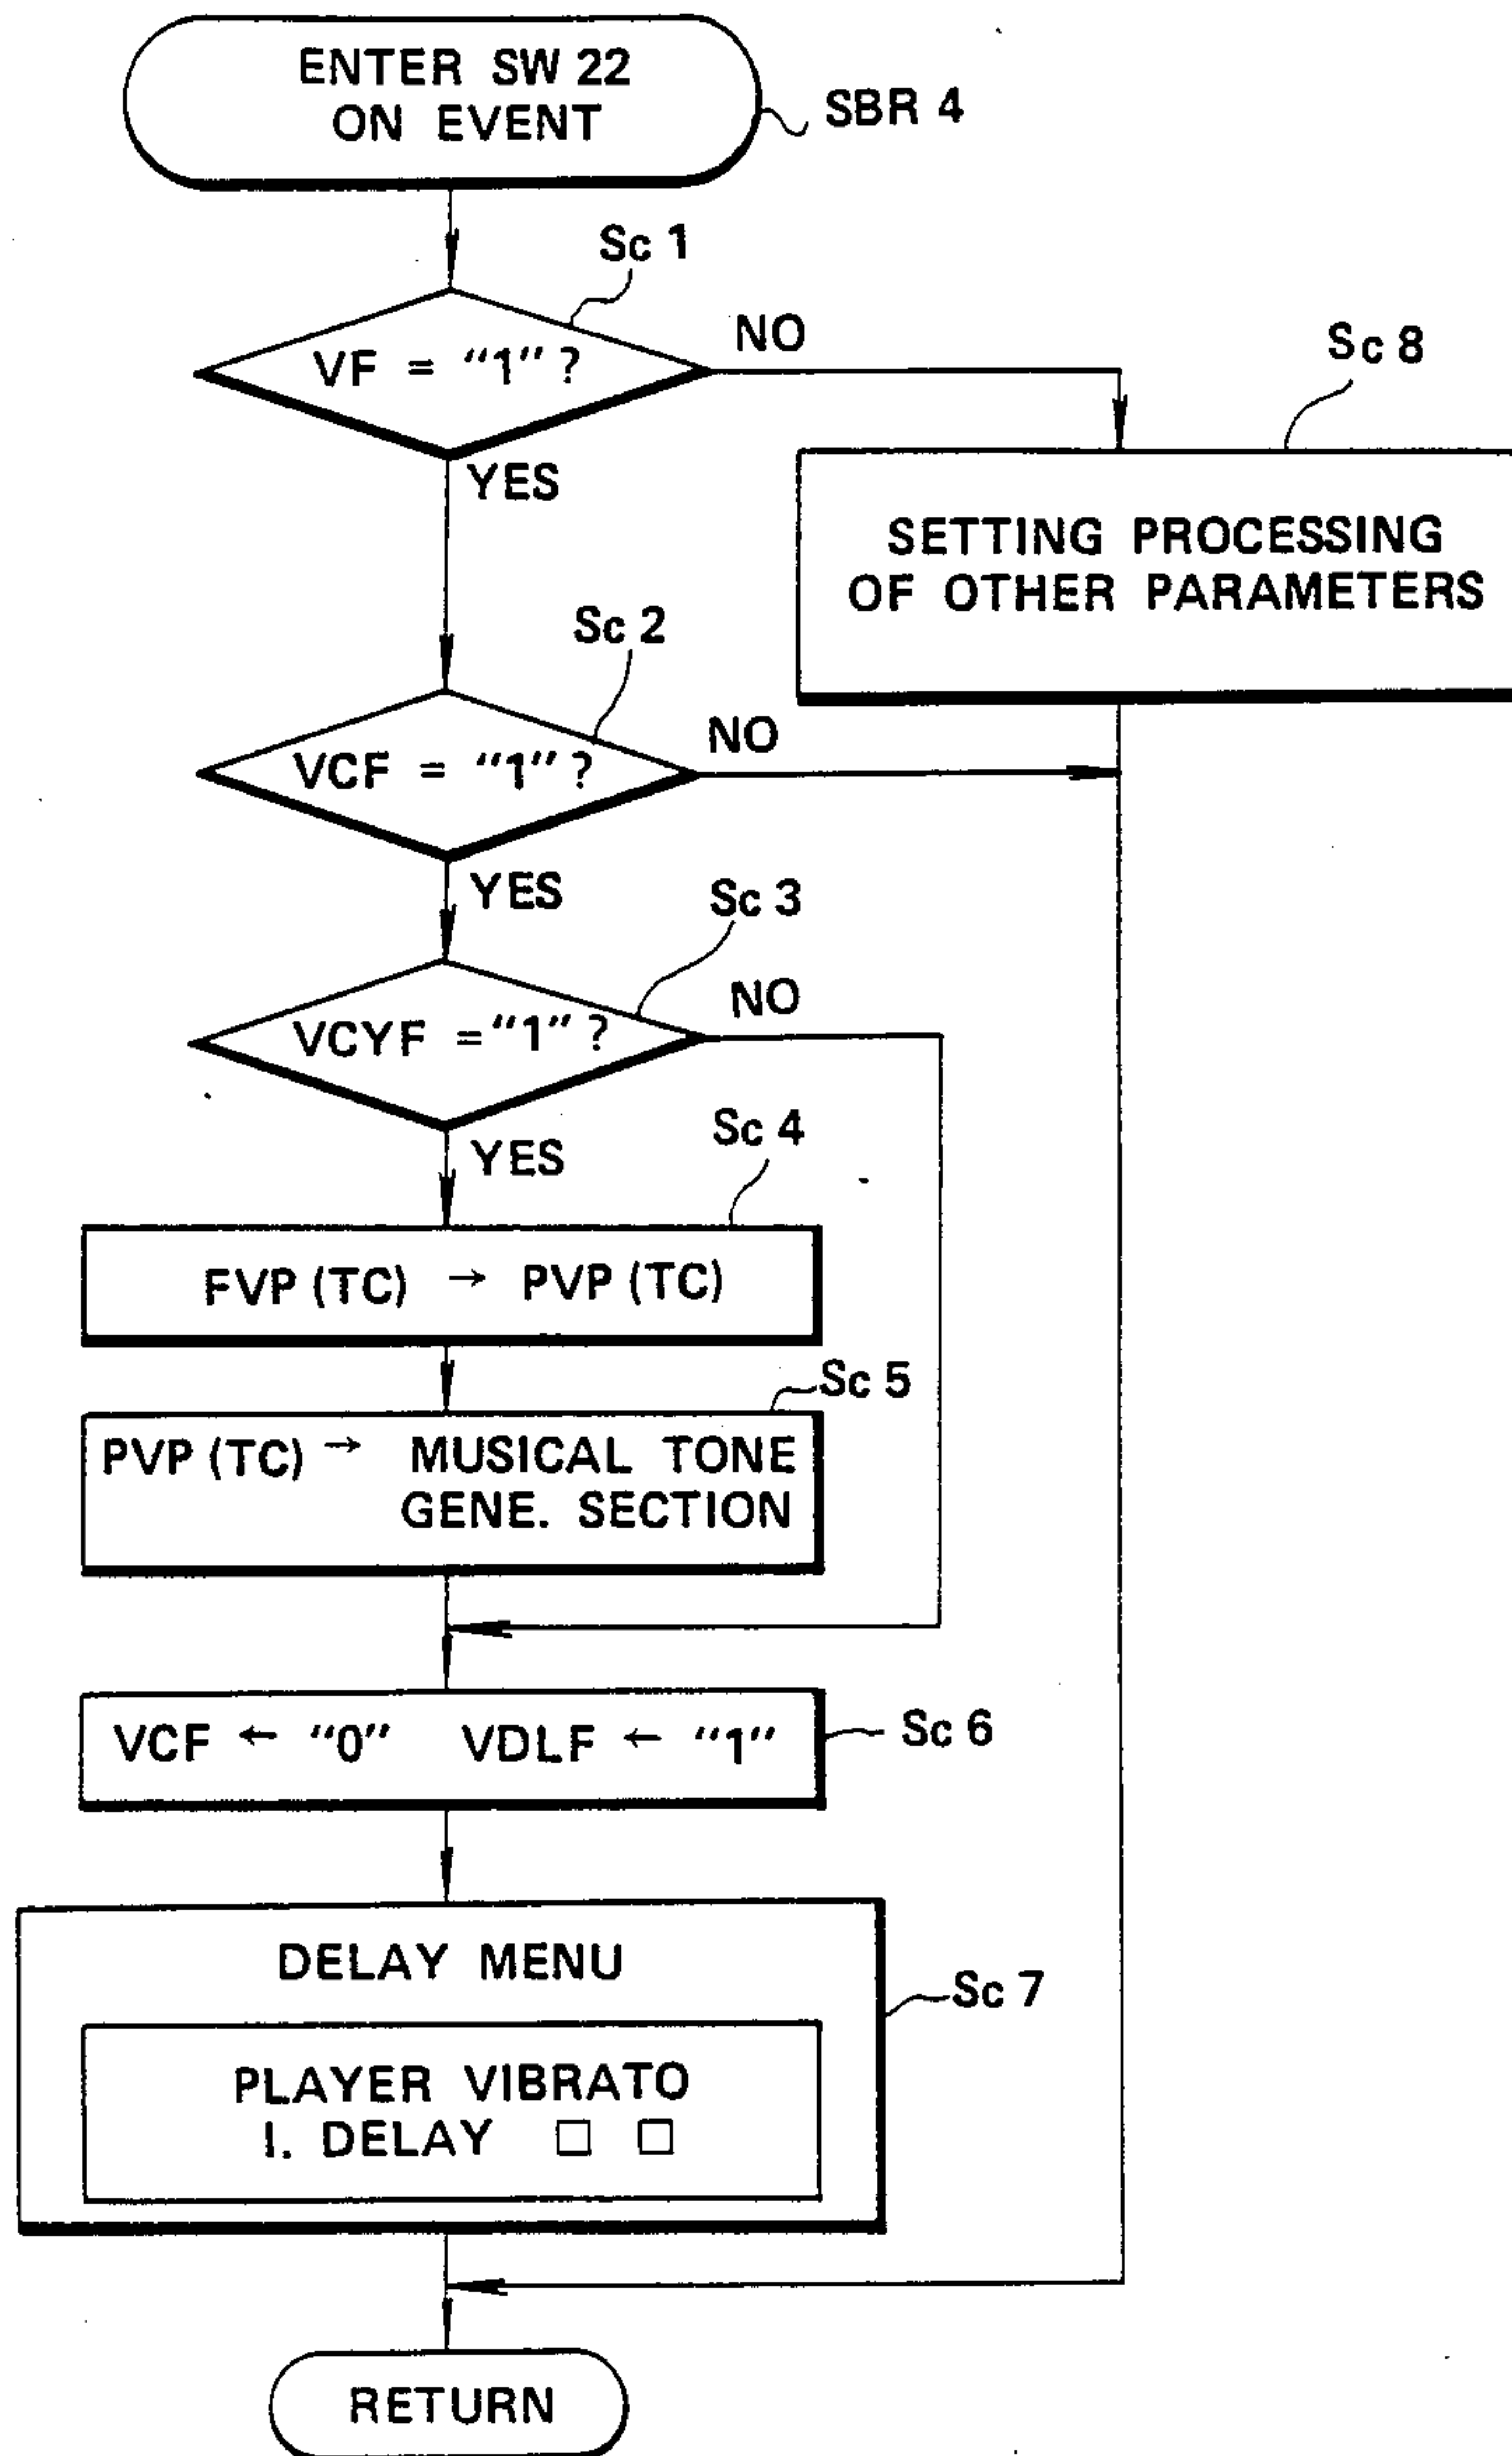 ENTER SW 22
ON EVENT
SBR 4
Sc 1
VF = "1" ?
NO
YES
Sc 8
SETTING PROCESSING
OF OTHER PARAMETERS
Sc 2
VCF = "1" ?
NO
YES
Sc 3
VCYF = "1" ?
NO
YES
Sc 4
FVP (TC) → PVP (TC)
Sc 5
PVP (TC) → MUSICAL TONE
GENE. SECTION
VCF ← "0" VDLF ← "1"
Sc 6
DELAY MENU
Sc 7
PLAYER VIBRATO
I. DELAY □ □
RETURN